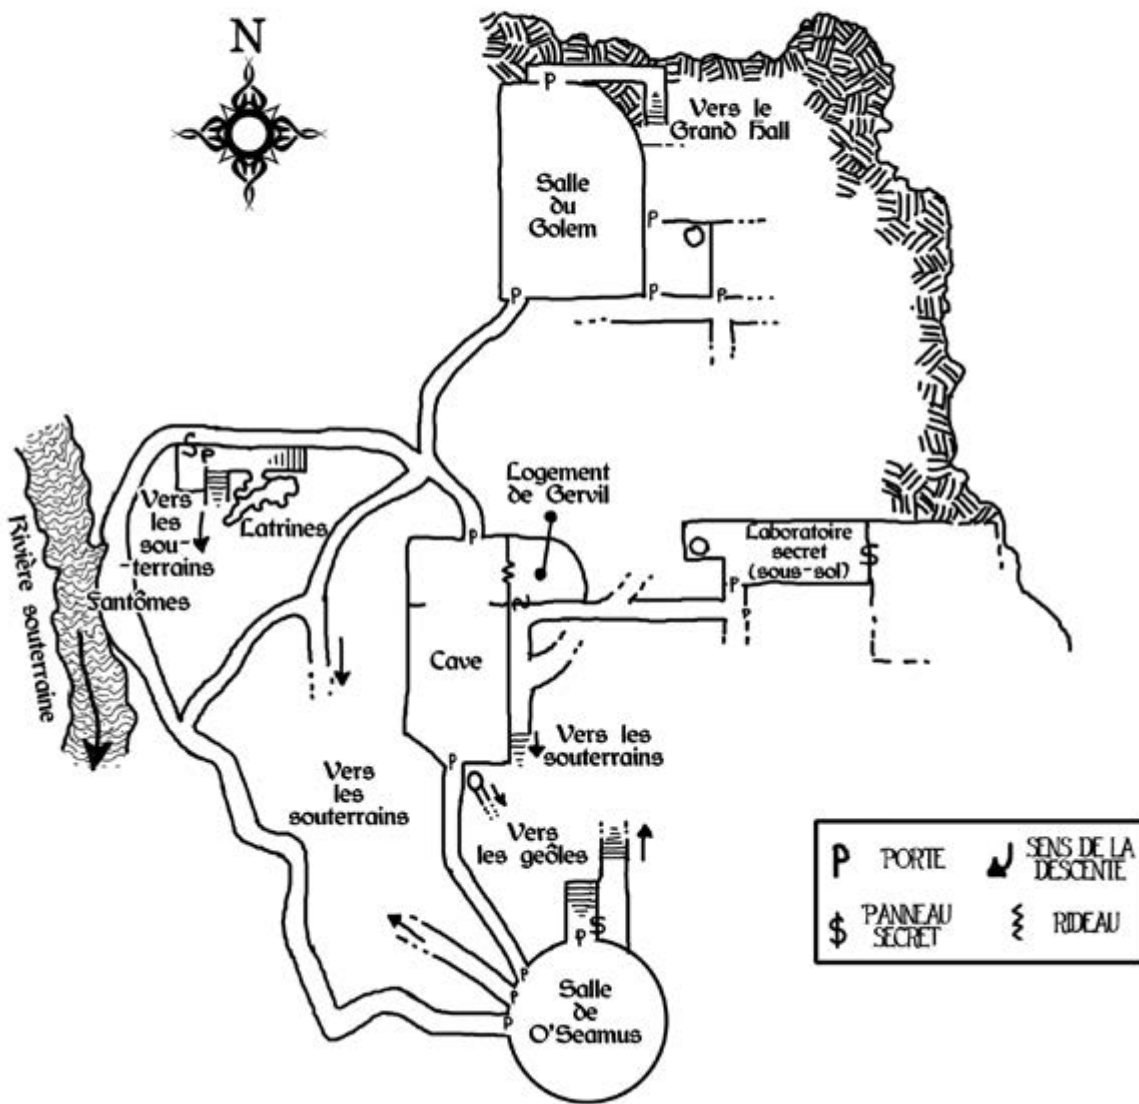 N
Vers le
Grand Hall
Salle
du
Golem
P
P
P
P
P
P
Logement
de Gervil
S
P
Vers
les
sou-
-terrains
Latrines
Fantômes
Rivière souterraine
P
Laboratoire
secret
(sous-sol)
S
P
P
Cave
Vers les
souterrains
P
Vers
les
souterrains
Vers
les geôles
S
P
P
P
P
Salle
de
O'Seamus
P PORTE
SENS DE LA
DESCENTE
$ PANNEAU
SECRET
RIDEAU